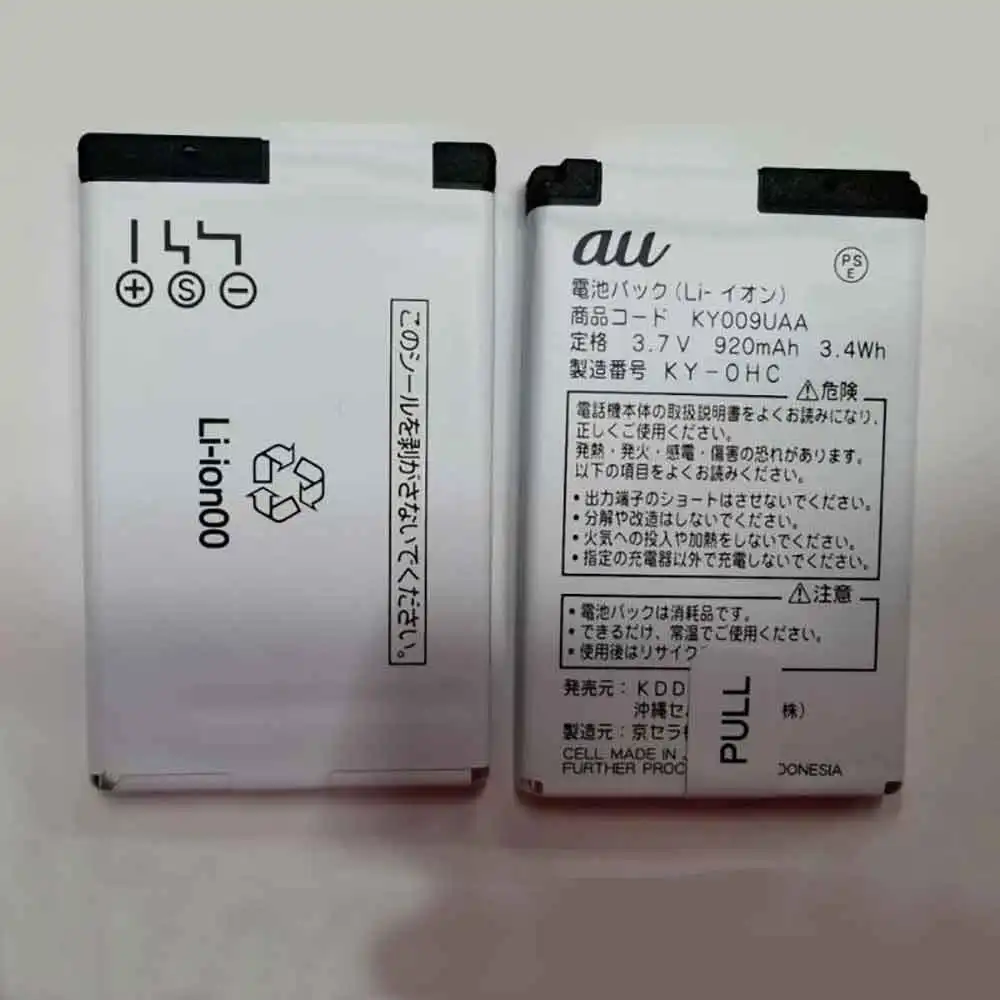 + S -
Li-ion00
このシールを剥がさないでください。
au
PS
E
電池パック(Li- イオン)
商品コード KY009UAA
定格 3.7V 920mAh 3.4Wh
製造番号 KY-OHC
⚠危険
電話機本体の取扱説明書をよくお読みになり、
正しくご使用ください。
発熱・発火・感電・傷害の恐れがあります。
以下の項目をよくお読みください。
・出力端子のショートはさせないでください。
・分解や改造はしないでください。
・火気への投入や加熱をしないでください。
・指定の充電器以外で充電しないでください。
⚠注意
・電池パックは消耗品です。
・できるだけ、常温でご使用ください。
・使用後はリサイク
発売元:KDD
沖縄セ 株)
製造元:京セラ
CELL MADE IN
FURTHER PROC ONESIA
PULL